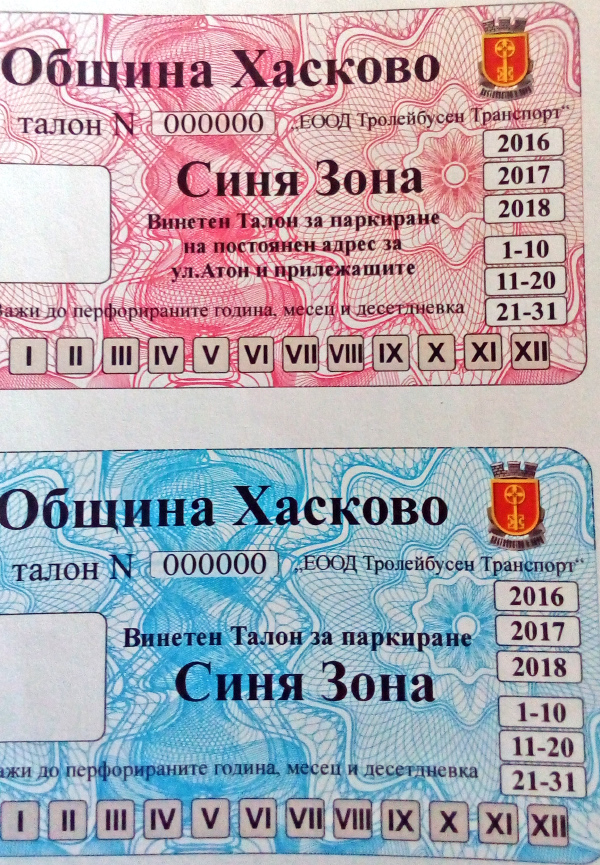 Община Хасково
талон N 000000 „ЕООД Тролейбусен Транспорт“
2016
Синя Зона
2017
Винетен Талон за паркиране
2018
на постоянен адрес за
1-10
ул.Атон и прилежащите
11-20
Важи до перфорираните година, месец и десетдневка
21-31
I II III IV V VI VII VIII IX X XI XII
Община Хасково
талон N 000000 „ЕООД Тролейбусен Транспорт“
2016
Винетен Талон за паркиране
2017
Синя Зона
2018
1-10
11-20
ажи до перфорираните година, месец и десетдневка
21-31
I II III IV V VI VII VIII IX X XI XII